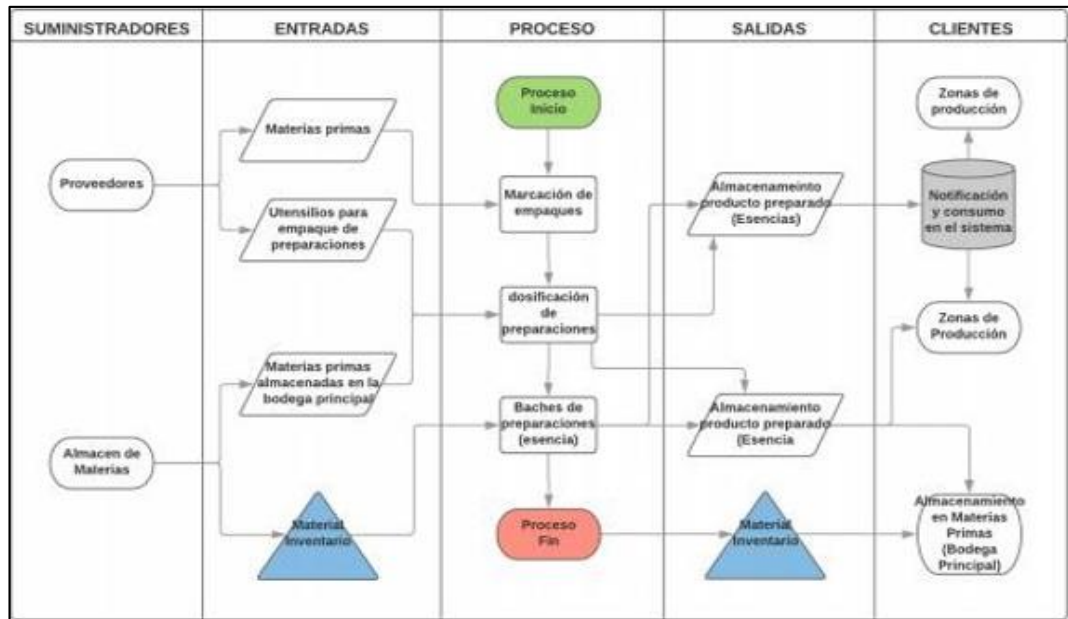 SUMINISTRADORES
ENTRADAS
PROCESO
SALIDAS
CLIENTES
Proveedores
Almacen de
Materias
Materias primas
Utensilios para
empaque de
preparaciones
Materias primas
almacenadas en la
bodega principal
Material
Inventario
Proceso
Inicio
Marcación de
empaques
dosificación
de
preparaciones
Baches de
preparaciones
(esencia)
Proceso
Fin
Almacenameinto
producto preparado
(Esencias)
Almacenamiento
producto preparado
(Esencia
Material
Inventario
Zonas de
producción
Notificación
y consumo
en el sistema
Zonas de
Producción
Almacenamiento
en Materias
Primas
(Bodega
Principal)